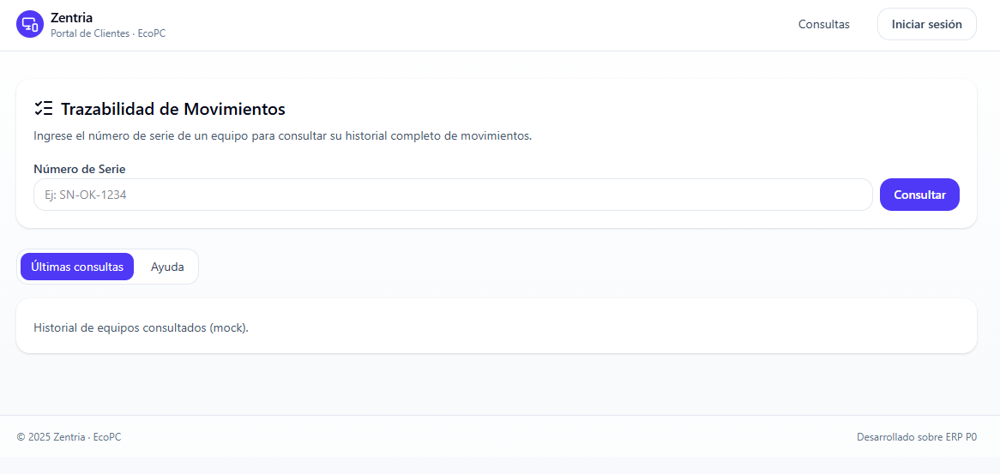 Zentria
Portal de Clientes · EcoPC
Consultas
Iniciar sesión
Trazabilidad de Movimientos
Ingrese el número de serie de un equipo para consultar su historial completo de movimientos.
Número de Serie
Ej: SN-OK-1234
Consultar
Últimas consultas
Ayuda
Historial de equipos consultados (mock).
© 2025 Zentria · EcoPC
Desarrollado sobre ERP P0